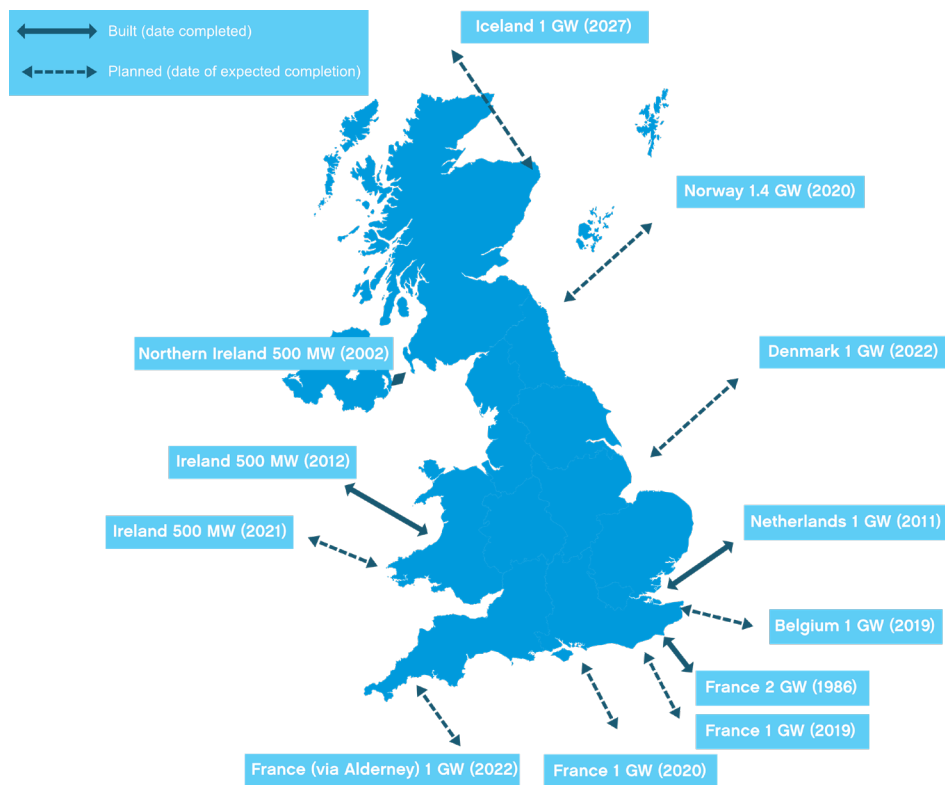 Built (date completed)
Planned (date of expected completion)
Iceland 1 GW (2027)
Norway 1.4 GW (2020)
Northern Ireland 500 MW (2002)
Denmark 1 GW (2022)
Ireland 500 MW (2012)
Ireland 500 MW (2021)
Netherlands 1 GW (2011)
Belgium 1 GW (2019)
France 2 GW (1986)
France 1 GW (2019)
France (via Alderney) 1 GW (2022)
France 1 GW (2020)